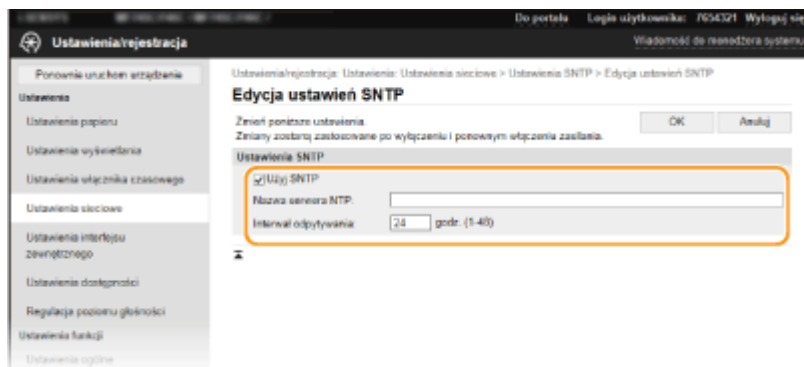 Do portalu Login użytkownika: 7654321 Wyloguj się
Ustawienia/rejestracja
Wiadomość do menedżera systemu
Ponownie uruchom urządzenie
Ustawienia
Ustawienia papieru
Ustawienia wyświetlania
Ustawienia włącznika czasowego
Ustawienia sieciowe
Ustawienia interfejsu
zewnętrznego
Ustawienia dostępności
Regulacja poziomu głośności
Ustawienia funkcji
Ustawienia ogólne
Ustawienia/rejestracja: Ustawienia: Ustawienia sieciowe > Ustawienia SNTP > Edycja ustawień SNTP
Edycja ustawień SNTP
Zmień poniższe ustawienia.
Zmiany zostaną zastosowane po wyłączeniu i ponownym włączeniu zasilania.
OK Anuluj
Ustawienia SNTP
Użyj SNTP
Nazwa serwera NTP:
Interwał odpytywania: 24 godz. (1-48)